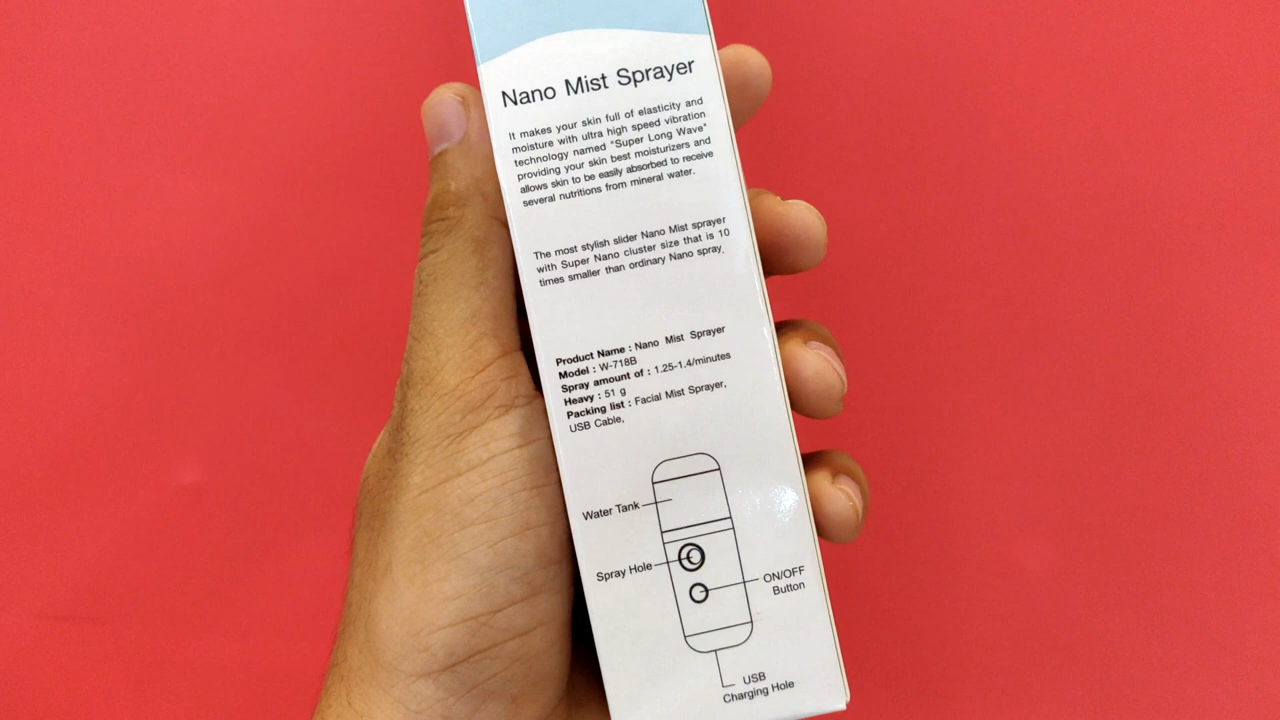 Nano Mist Sprayer
It makes your skin full of elasticity and
moisture with ultra high speed vibration
technology named "Super Long Wave"
providing your skin best moisturizers and
allows skin to be easily absorbed to receive
several nutritions from mineral water.
The most stylish slider Nano Mist sprayer
with Super Nano cluster size that is 10
times smaller than ordinary Nano spray.
Product Name : Nano Mist Sprayer
Model : W-718B
Spray amount of : 1.25-1.4/minutes
Heavy : 51 g
Packing list : Facial Mist Sprayer,
USB Cable,
Water Tank
Spray Hole
ON/OFF
Button
USB
Charging Hole